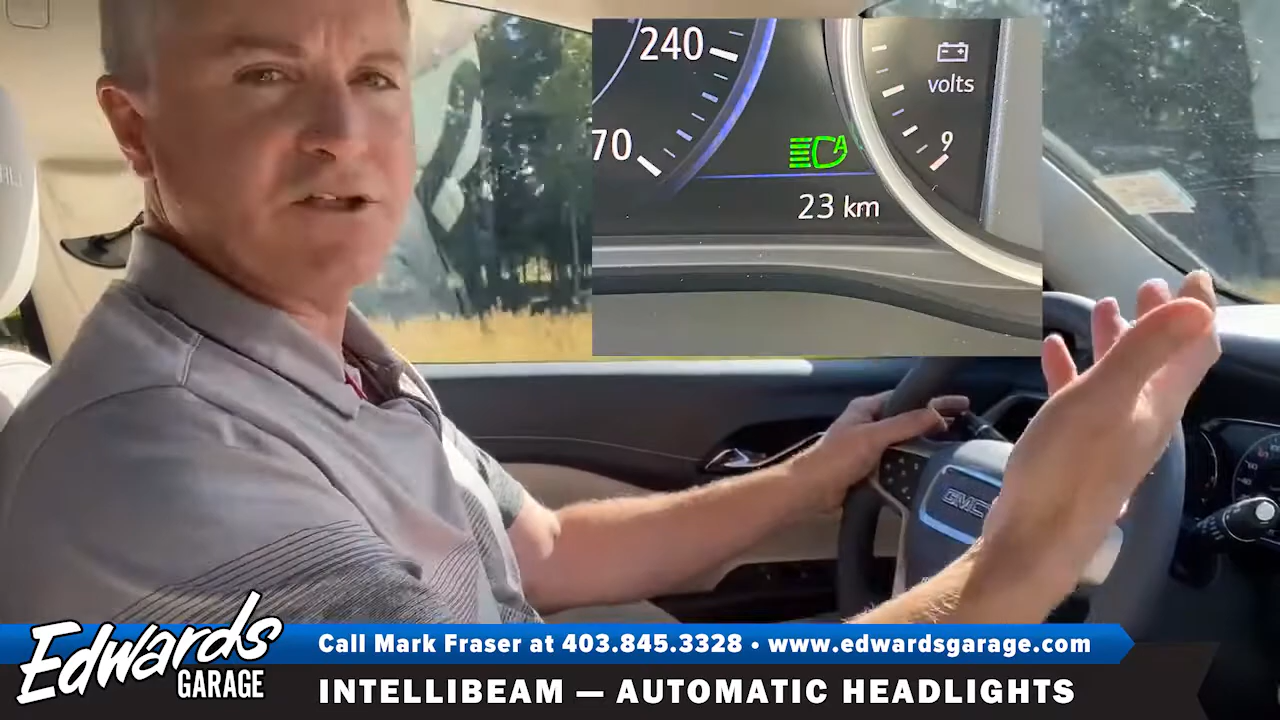 240
volts
70
9
A
23 km
GMC
Edwards
GARAGE
Call Mark Fraser at 403.845.3328 • www.edwardsgarage.com
INTELLIBEAM — AUTOMATIC HEADLIGHTS